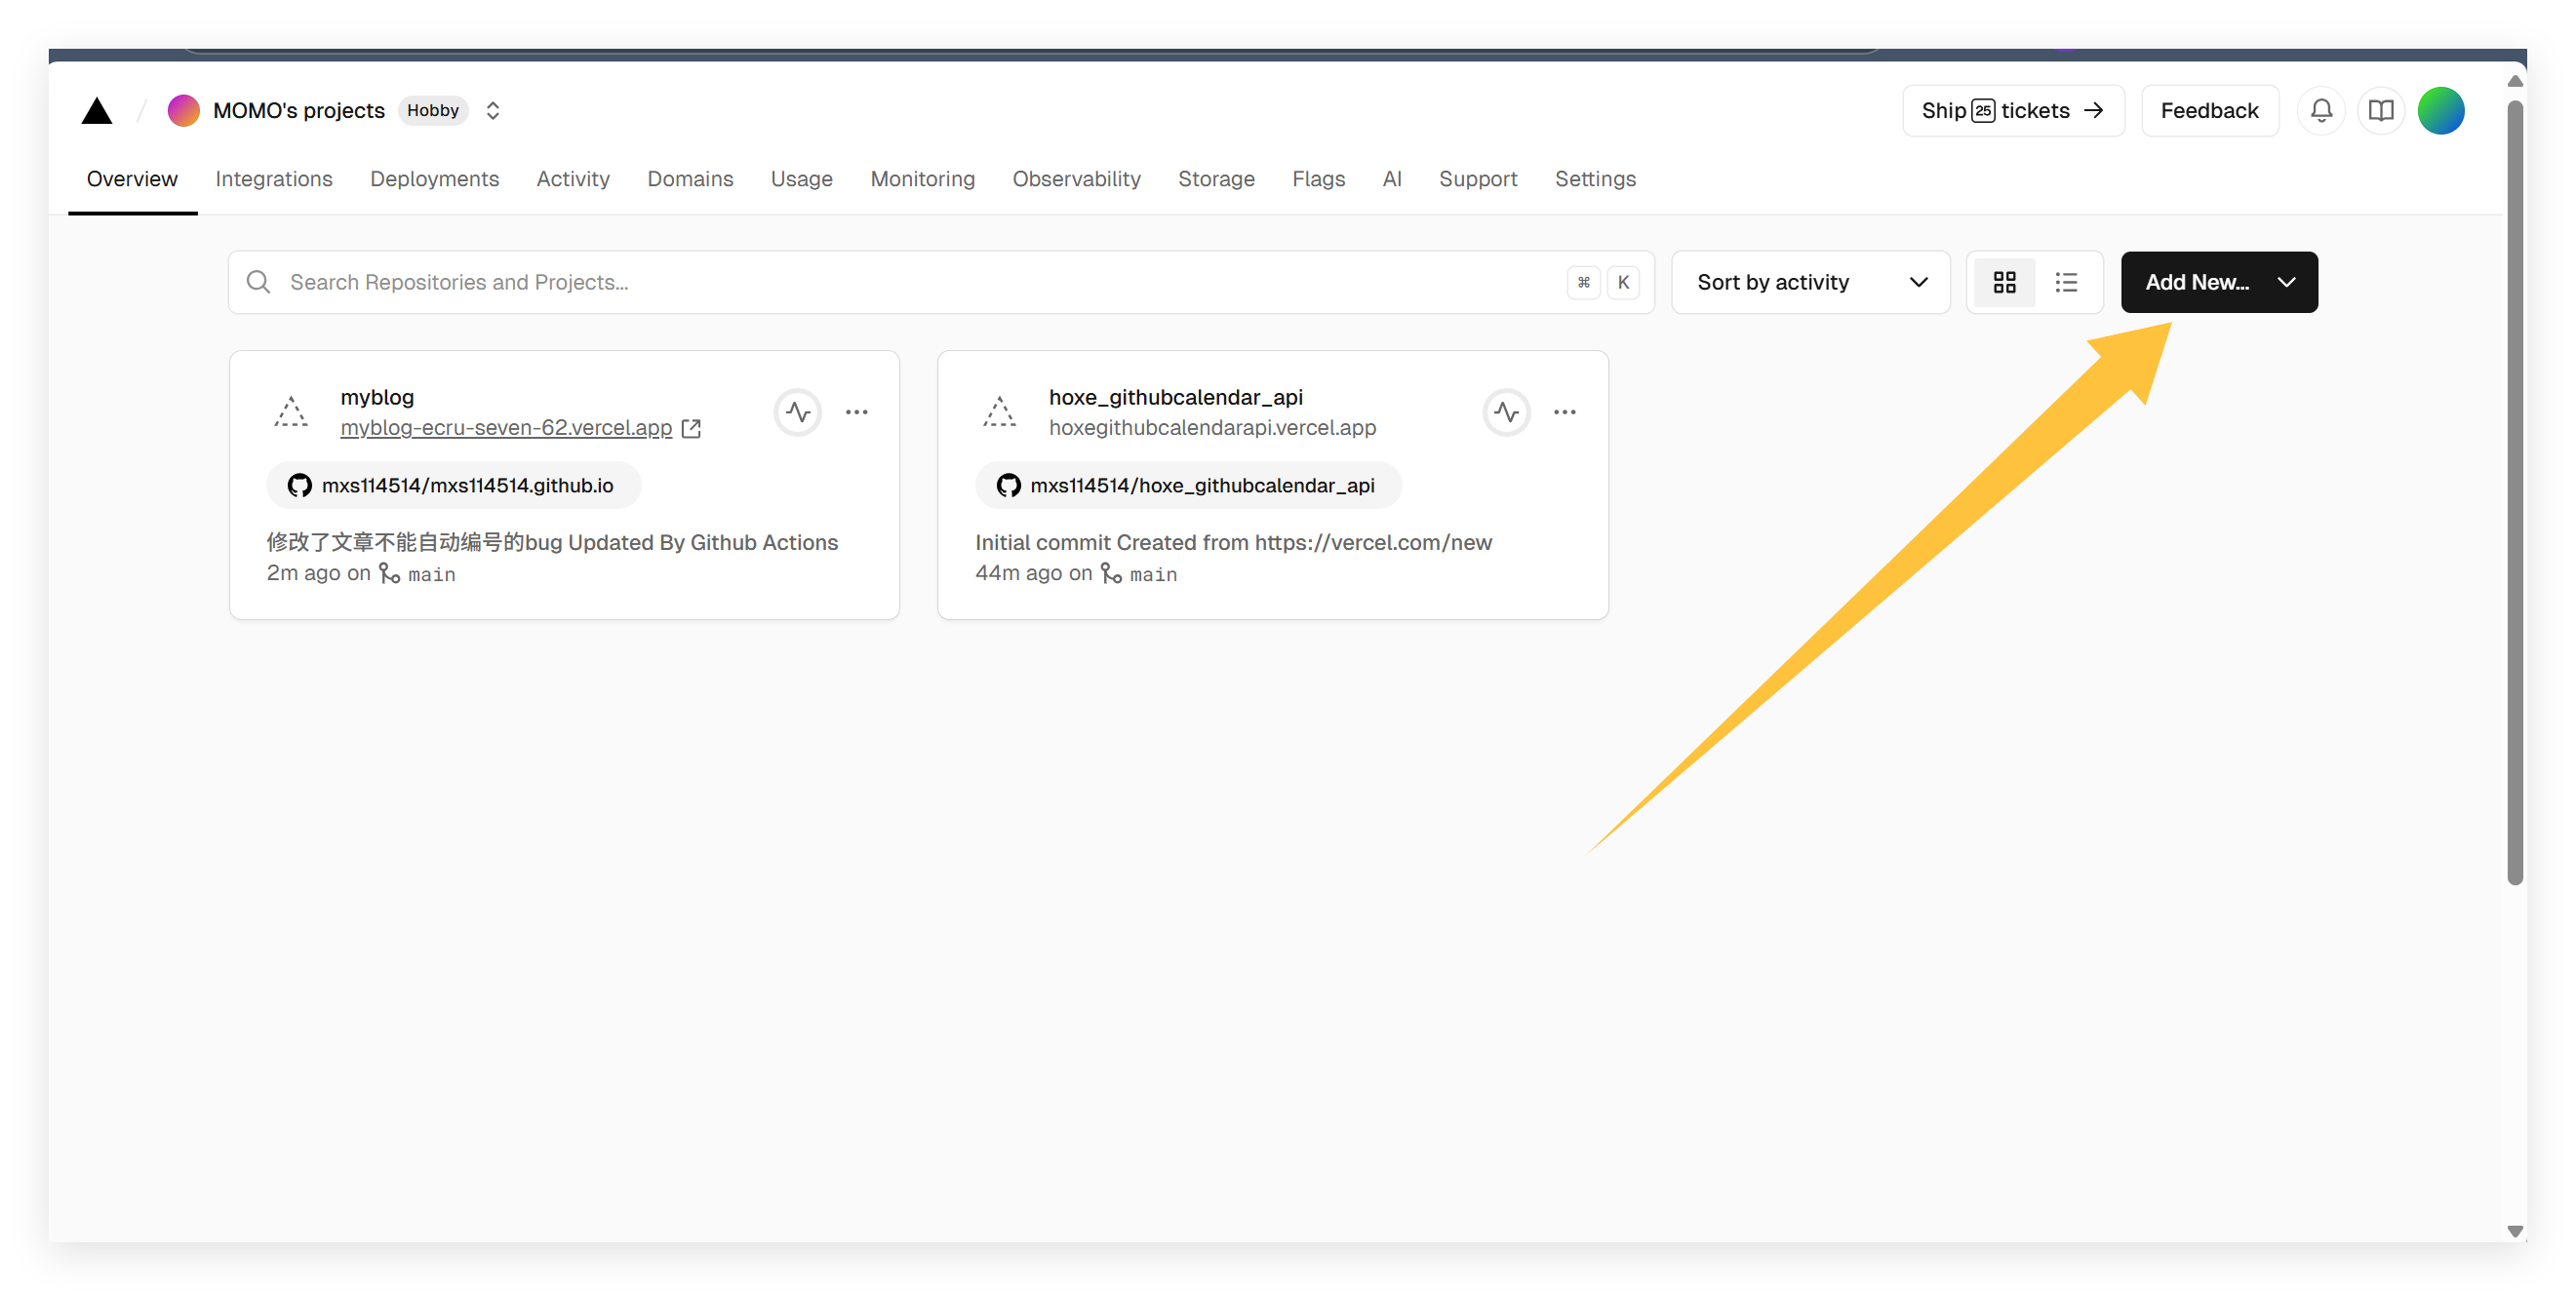 MOMO's projects Hobby
Ship 25 tickets → Feedback
Overview Integrations Deployments Activity Domains Usage Monitoring Observability Storage Flags AI Support Settings
Search Repositories and Projects... ⌘ K Sort by activity Add New...
myblog
myblog-ecru-seven-62.vercel.app
mxs114514/mxs114514.github.io
修改了文章不能自动编号的bug Updated By Github Actions
2m ago on main
hoxe_githubcalendar_api
hoxegithubcalendarapi.vercel.app
mxs114514/hoxe_githubcalendar_api
Initial commit Created from https://vercel.com/new
44m ago on main